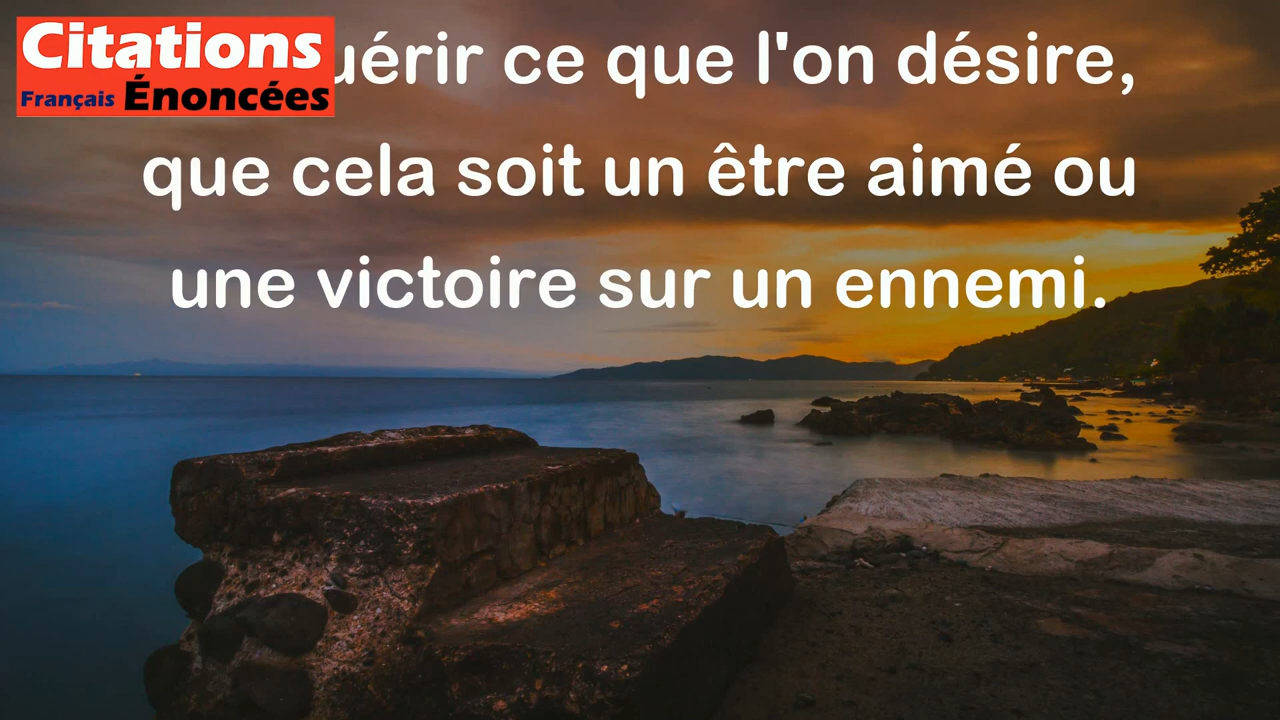 Citations
Français Énoncées
ce que l'on désire,
que cela soit un être aimé ou
une victoire sur un ennemi.